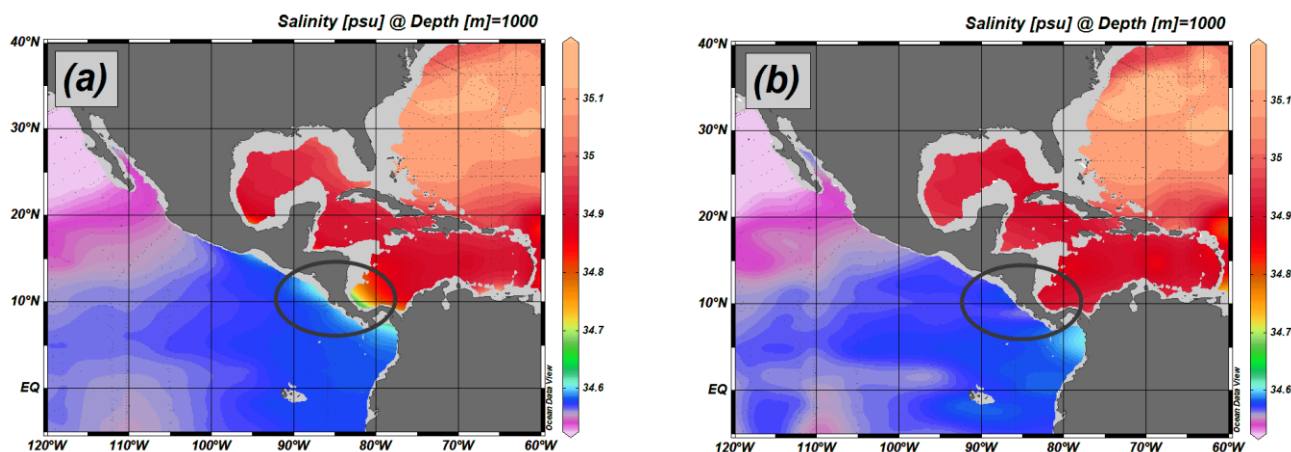 Salinity [psu] @ Depth [m]=1000
(a)
40°N
30°N
20°N
10°N
EQ
120°W 110°W 100°W 90°W 80°W 70°W 60°W
35.1
35
34.9
34.8
34.7
34.6
Ocean Data View
Salinity [psu] @ Depth [m]=1000
(b)
40°N
30°N
20°N
10°N
EQ
120°W 110°W 100°W 90°W 80°W 70°W 60°W
35.1
35
34.9
34.8
34.7
34.6
Ocean Data View